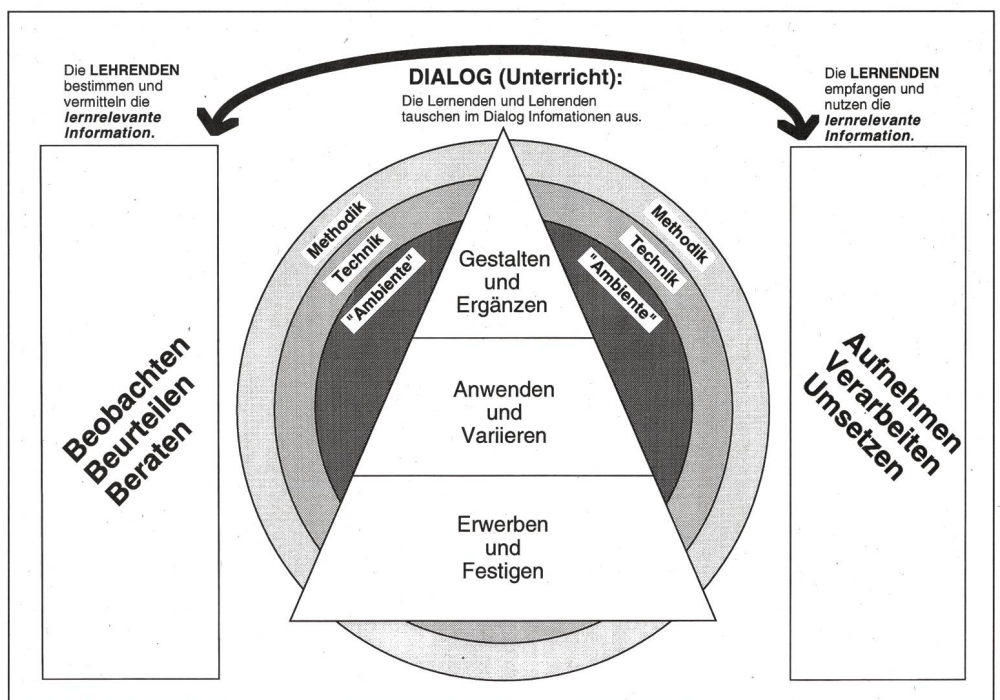 Die LEHRENDEN
bestimmen und
vermitteln die
lernrelevante
Information.
DIALOG (Unterricht):
Die Lernenden und Lehrenden
tauschen im Dialog Infomationen aus.
Die LERNENDEN
empfangen und
nutzen die
lernrelevante
Information.
Methodik
Technik
"Ambiente"
Methodik
Technik
"Ambiente"
Gestalten
und
Ergänzen
Anwenden
und
Variieren
Erwerben
und
Festigen
Beobachten
Beurteilen
Beraten
Aufnehmen
Verarbeiten
Umsetzen